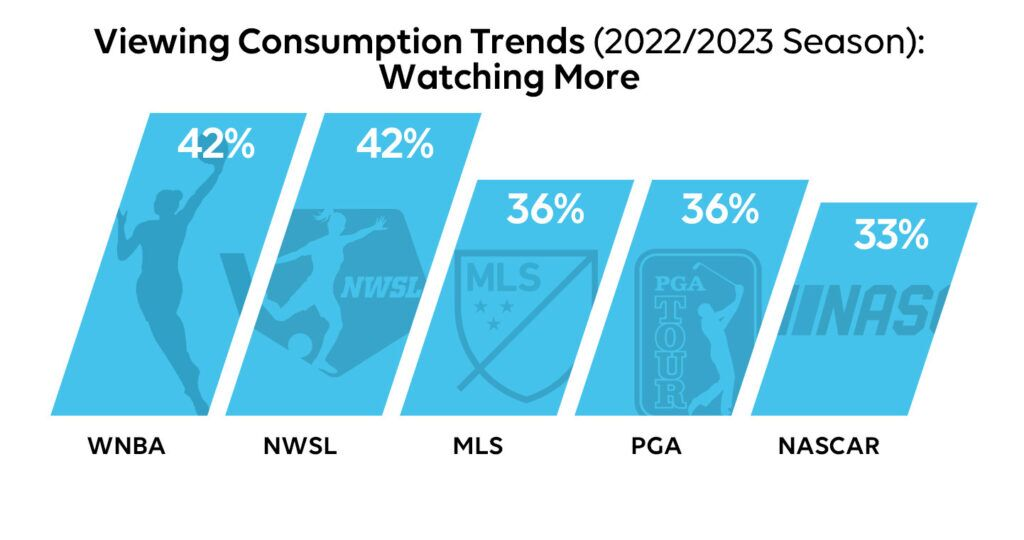 Viewing Consumption Trends (2022/2023 Season):
Watching More
42%
42%
36%
36%
33%
NWSL
MLS
PGA
TOUR
NASC
WNBA
NWSL
MLS
PGA
NASCAR